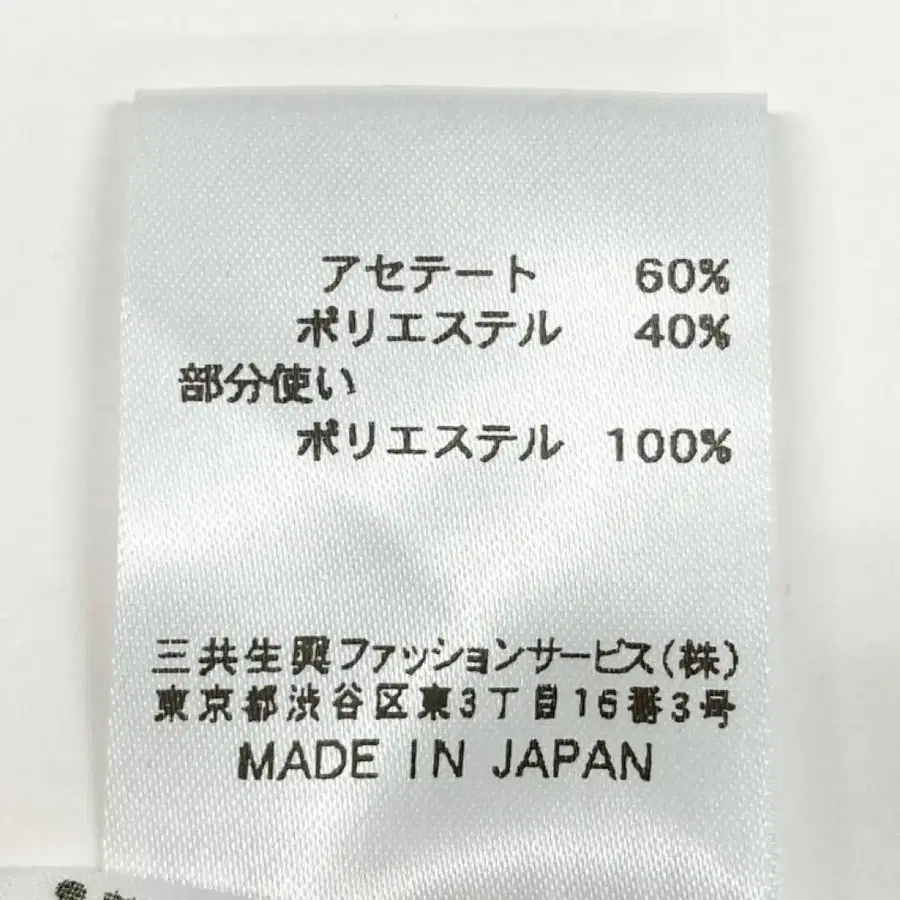 アセテート 60%
ポリエステル 40%
部分使い
ポリエステル 100%
三共生興ファッションサービス(株)
東京都渋谷区東3丁目16番3号
MADE IN JAPAN